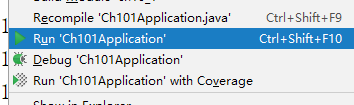 Recompile 'Ch101Application.java' Ctrl+Shift+F9
Run 'Ch101Application' Ctrl+Shift+F10
Debug 'Ch101Application'
Run 'Ch101Application' with Coverage